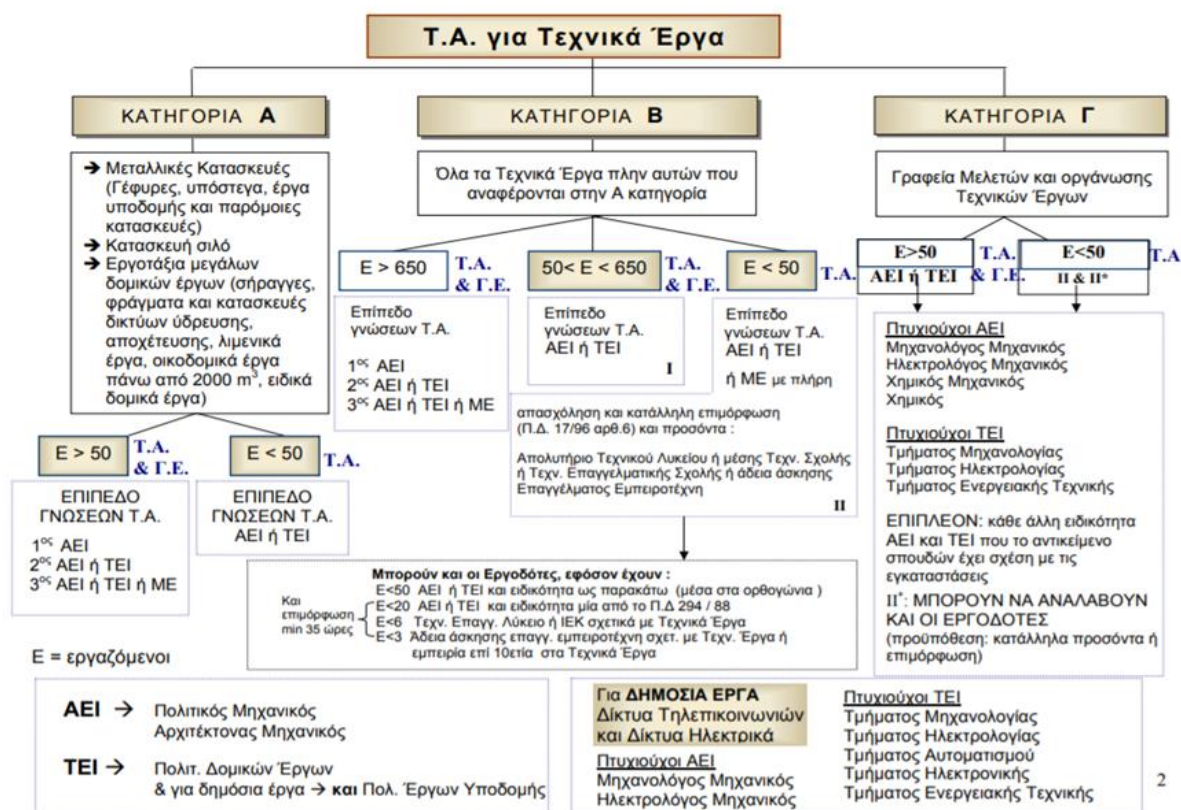 Τ.Α. για Τεχνικά Έργα
ΚΑΤΗΓΟΡΙΑ Α
➔ Μεταλλικές Κατασκευές
(Γέφυρες, υπόστεγα, έργα
υποδομής και παρόμοιες
κατασκευές)
➔ Κατασκευή σιλό
➔ Εργοτάξια μεγάλων
δομικών έργων (σήραγγες,
φράγματα και κατασκευές
δικτύων ύδρευσης,
αποχέτευσης, λιμενικά
έργα, οικοδομικά έργα
πάνω από 2000 m³, ειδικά
δομικά έργα)
Ε > 50
Τ.Α.
& Γ.Ε.
ΕΠΙΠΕΔΟ
ΓΝΩΣΕΩΝ Τ.Α.
1ος ΑΕΙ
2ος ΑΕΙ ή ΤΕΙ
3ος ΑΕΙ ή ΤΕΙ ή ΜΕ
Ε < 50
Τ.Α.
ΕΠΙΠΕΔΟ
ΓΝΩΣΕΩΝ Τ.Α.
ΑΕΙ ή ΤΕΙ
ΚΑΤΗΓΟΡΙΑ Β
Όλα τα Τεχνικά Έργα πλην αυτών που
αναφέρονται στην Α κατηγορία
Ε > 650
Τ.Α.
& Γ.Ε.
Επίπεδο
γνώσεων Τ.Α.
1ος ΑΕΙ
2ος ΑΕΙ ή ΤΕΙ
3ος ΑΕΙ ή ΤΕΙ ή ΜΕ
50< Ε < 650
Τ.Α.
& Γ.Ε.
Επίπεδο
γνώσεων Τ.Α.
ΑΕΙ ή ΤΕΙ
Ι
Ε < 50
Τ.Α.
Επίπεδο
γνώσεων Τ.Α.
ΑΕΙ ή ΤΕΙ
ή ΜΕ με πλήρη
απασχόληση και κατάλληλη επιμόρφωση
(Π.Δ. 17/96 αρθ.6) και προσόντα :
Απολυτήριο Τεχνικού Λυκείου ή μέσης Τεχν. Σχολής
ή Τεχν. Επαγγελματικής Σχολής ή άδεια άσκησης
Επαγγέλματος Εμπειροτέχνη
ΙΙ
Μπορούν και οι Εργοδότες, εφόσον έχουν :
Ε<50 ΑΕΙ ή ΤΕΙ και ειδικότητα ως παρακάτω (μέσα στα ορθογώνια )
Και
επιμόρφωση
min 35 ώρες
Ε<20 ΑΕΙ ή ΤΕΙ και ειδικότητα μία από το Π.Δ 294 / 88
Ε<6 Τεχν. Επαγγ. Λύκειο ή ΙΕΚ σχετικά με Τεχνικά Έργα
Ε<3 Άδεια άσκησης επαγγ. εμπειροτέχνη σχετ. με Τεχν. Έργα ή
εμπειρία επί 10ετία στα Τεχνικά Έργα
ΚΑΤΗΓΟΡΙΑ Γ
Γραφεία Μελετών και οργάνωσης
Τεχνικών Έργων
Ε>50
ΑΕΙ ή ΤΕΙ
Τ.Α.
& Γ.Ε.
Ε<50
ΙΙ & ΙΙ*
Τ.Α
Πτυχιούχοι ΑΕΙ
Μηχανολόγος Μηχανικός
Ηλεκτρολόγος Μηχανικός
Χημικός Μηχανικός
Χημικός
Πτυχιούχοι ΤΕΙ
Τμήματος Μηχανολογίας
Τμήματος Ηλεκτρολογίας
Τμήματος Ενεργειακής Τεχνικής
ΕΠΙΠΛΕΟΝ: κάθε άλλη ειδικότητα
ΑΕΙ και ΤΕΙ που το αντικείμενο
σπουδών έχει σχέση με τις
εγκαταστάσεις
ΙΙ*: ΜΠΟΡΟΥΝ ΝΑ ΑΝΑΛΑΒΟΥΝ
ΚΑΙ ΟΙ ΕΡΓΟΔΟΤΕΣ
(προϋπόθεση: κατάλληλα προσόντα ή
επιμόρφωση)
Ε = εργαζόμενοι
ΑΕΙ → Πολιτικός Μηχανικός
Αρχιτέκτονας Μηχανικός
ΤΕΙ → Πολιτ. Δομικών Έργων
& για δημόσια έργα → και Πολ. Έργων Υποδομής
Για ΔΗΜΟΣΙΑ ΕΡΓΑ
Δίκτυα Τηλεπικοινωνιών
και Δίκτυα Ηλεκτρικά
Πτυχιούχοι ΑΕΙ
Μηχανολόγος Μηχανικός
Ηλεκτρολόγος Μηχανικός
Πτυχιούχοι ΤΕΙ
Τμήματος Μηχανολογίας
Τμήματος Ηλεκτρολογίας
Τμήματος Αυτοματισμού
Τμήματος Ηλεκτρονικής
Τμήματος Ενεργειακής Τεχνικής
2